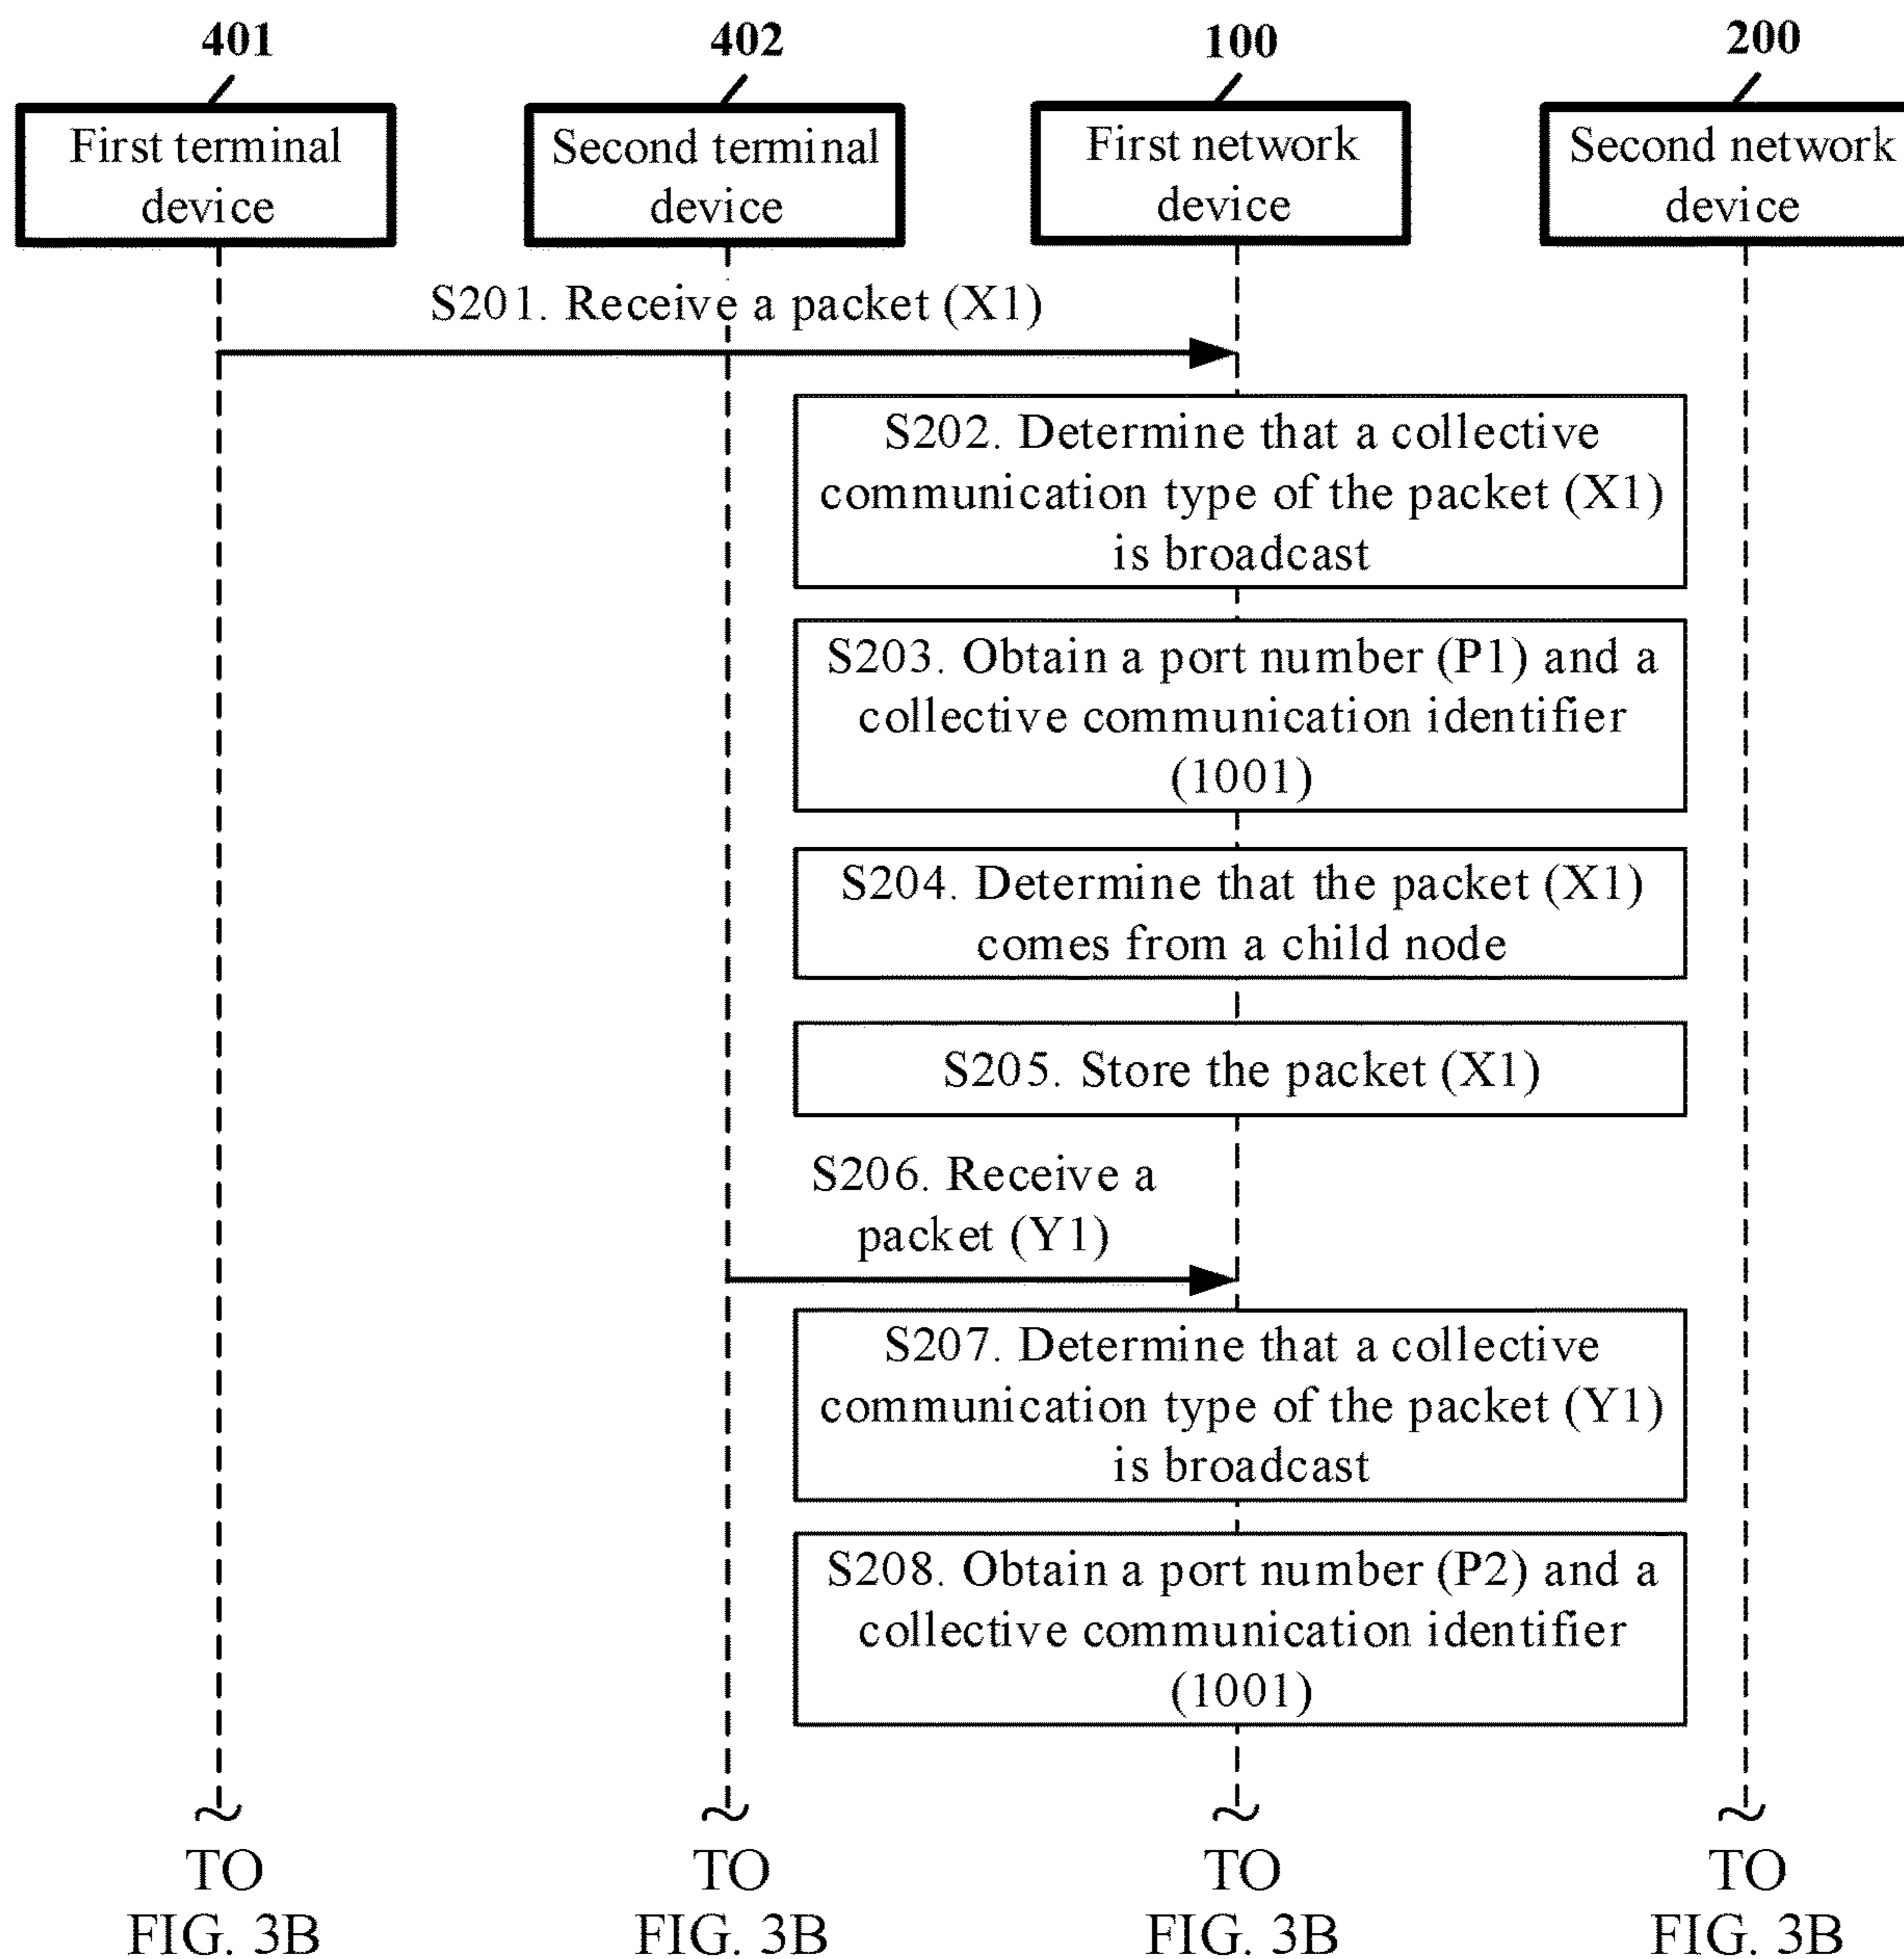 401
402
100
200
First terminal
device
Second terminal
device
First network
device
Second network
device
S201. Receive a packet (X1)
S202. Determine that a collective
communication type of the packet (X1)
is broadcast
S203. Obtain a port number (P1) and a
collective communication identifier
(1001)
S204. Determine that the packet (X1)
comes from a child node
S205. Store the packet (X1)
S206. Receive a
packet (Y1)
S207. Determine that a collective
communication type of the packet (Y1)
is broadcast
S208. Obtain a port number (P2) and a
collective communication identifier
(1001)
TO
FIG. 3B
TO
FIG. 3B
TO
FIG. 3B
TO
FIG. 3B